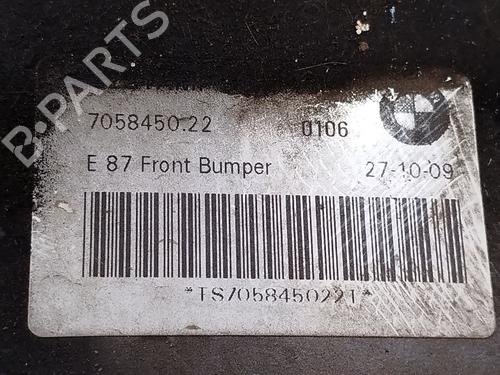 B-PARTS
7058450.22 0106
E 87 Front Bumper 27-10-09
*TS7058450221*